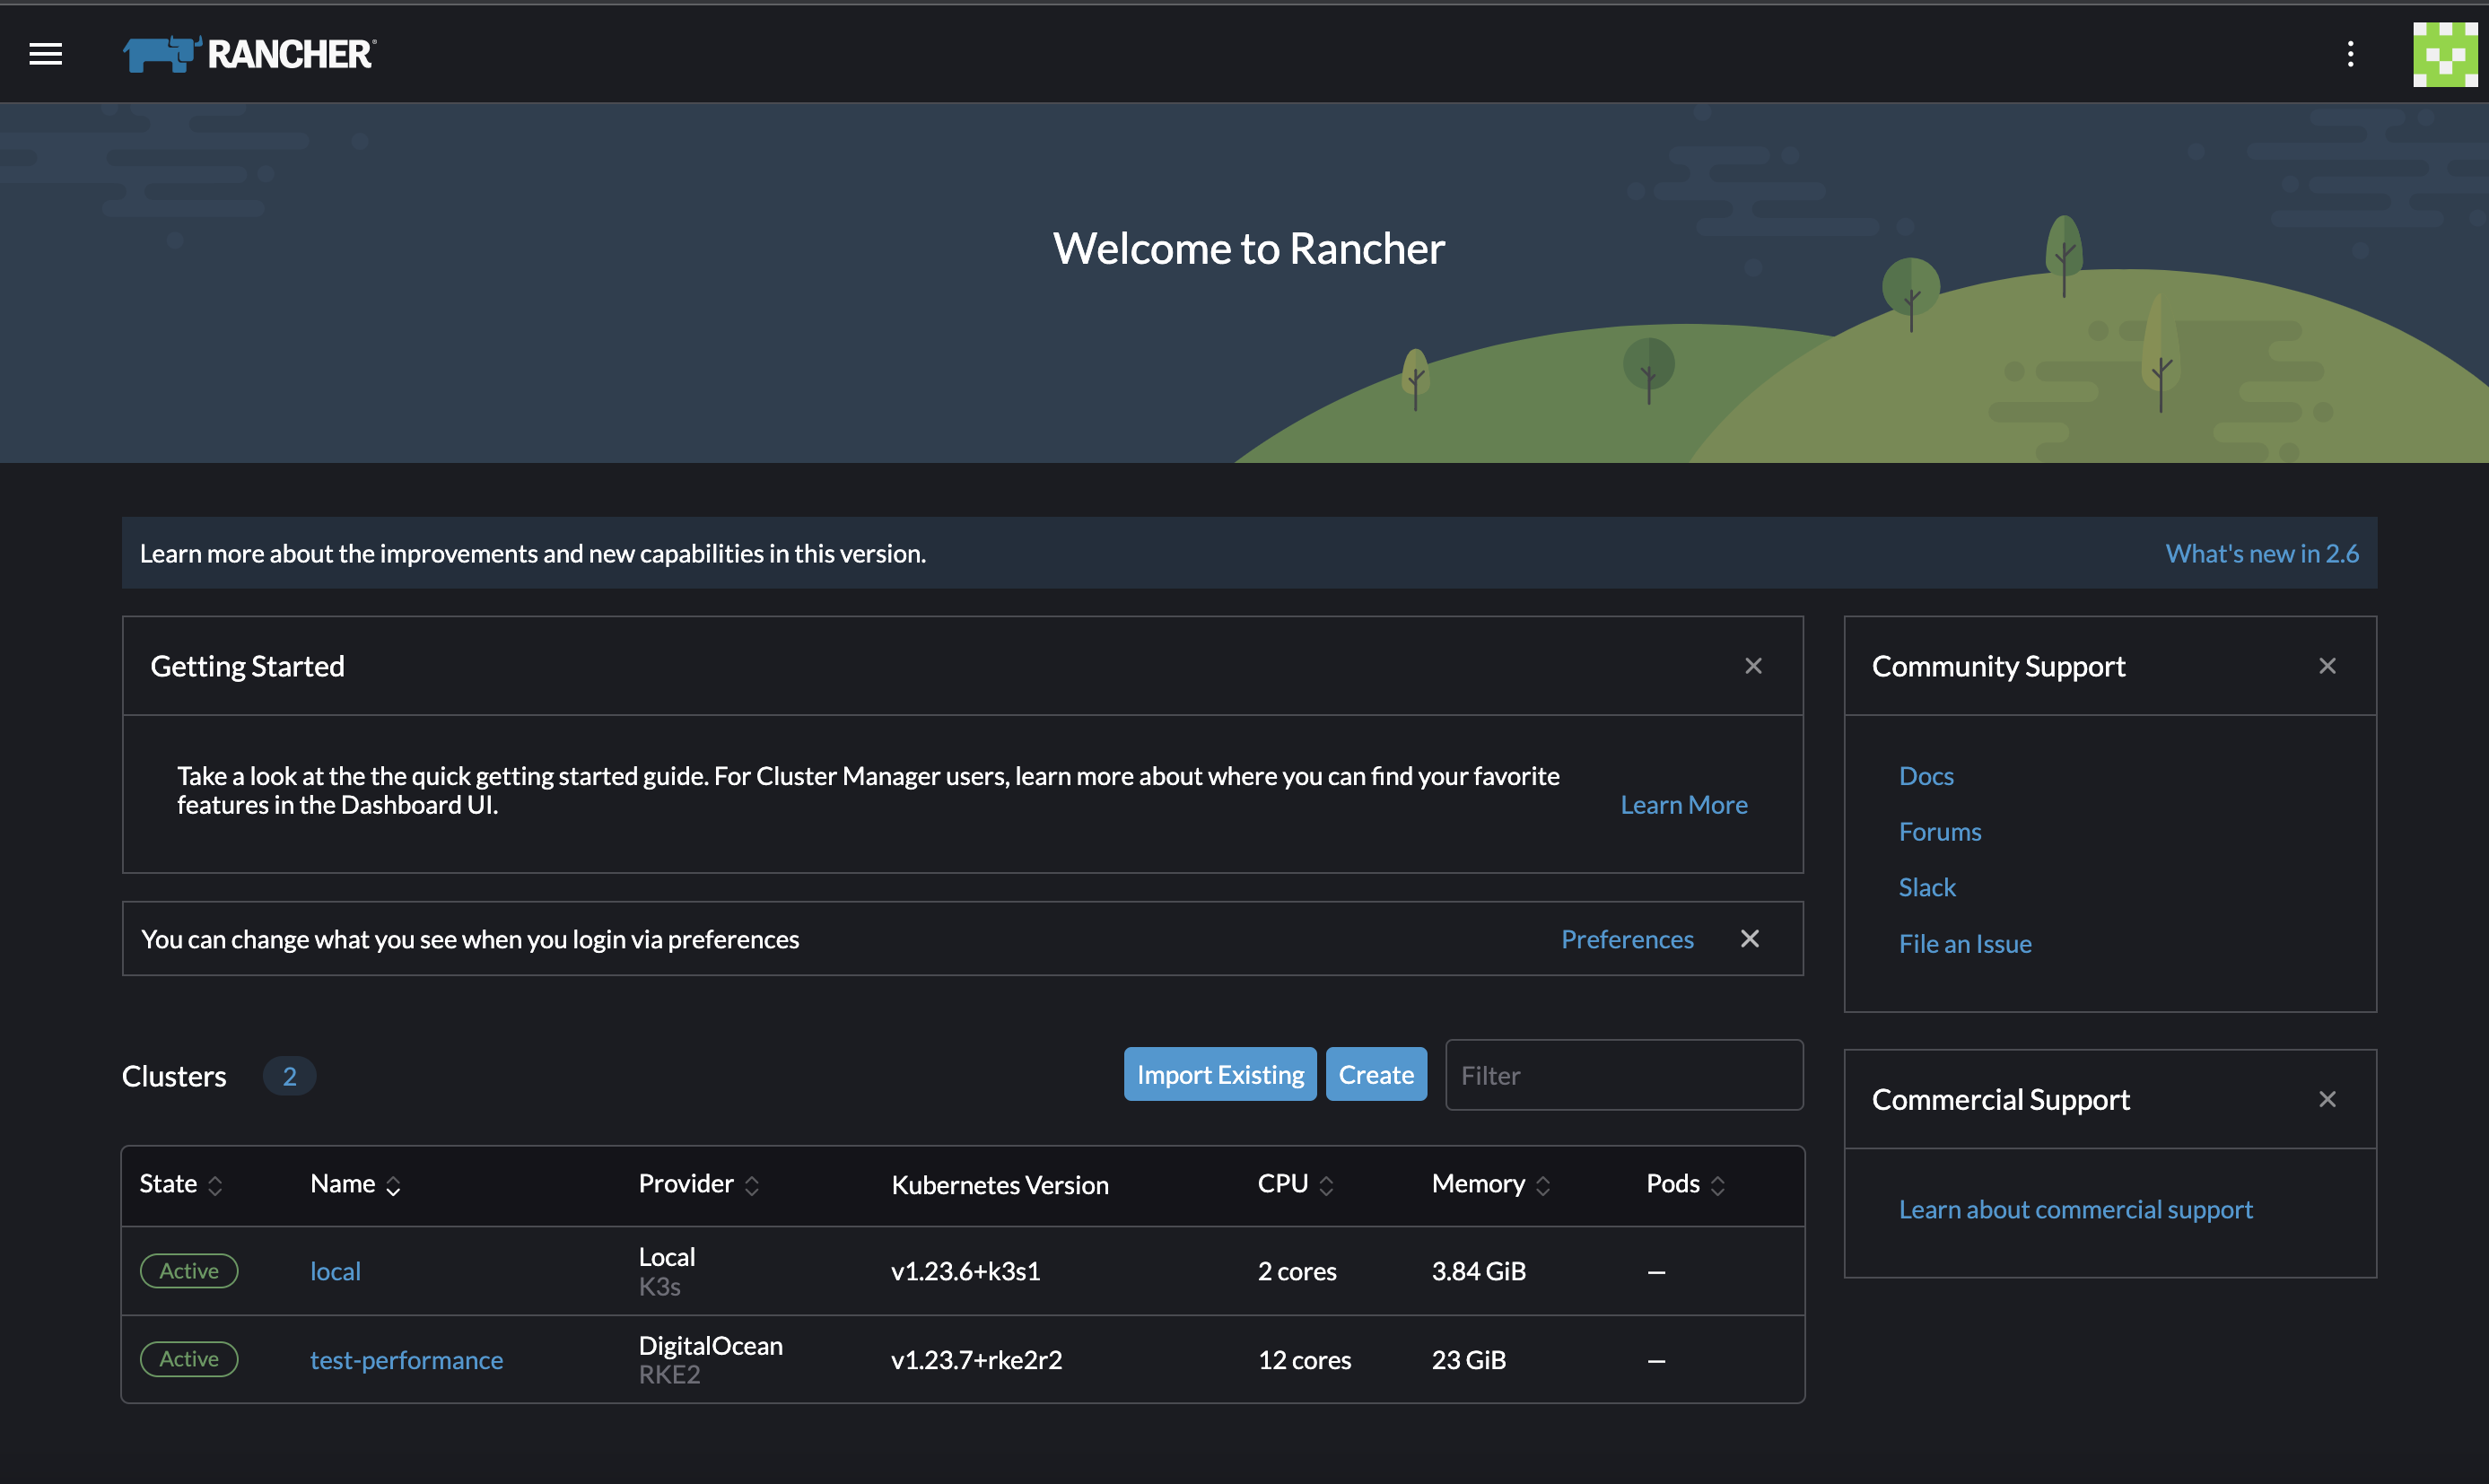 RANCHER®
Welcome to Rancher
Learn more about the improvements and new capabilities in this version.
What's new in 2.6
Getting Started
Take a look at the the quick getting started guide. For Cluster Manager users, learn more about where you can find your favorite
features in the Dashboard UI.
Learn More
You can change what you see when you login via preferences
Preferences
Community Support
Docs
Forums
Slack
File an Issue
Commercial Support
Learn about commercial support
Clusters 2
Import Existing
Create
Filter
State Name Provider Kubernetes Version CPU Memory Pods
Active local Local v1.23.6+k3s1 2 cores 3.84 GiB —
K3s
Active test-performance DigitalOcean v1.23.7+rke2r2 12 cores 23 GiB —
RKE2